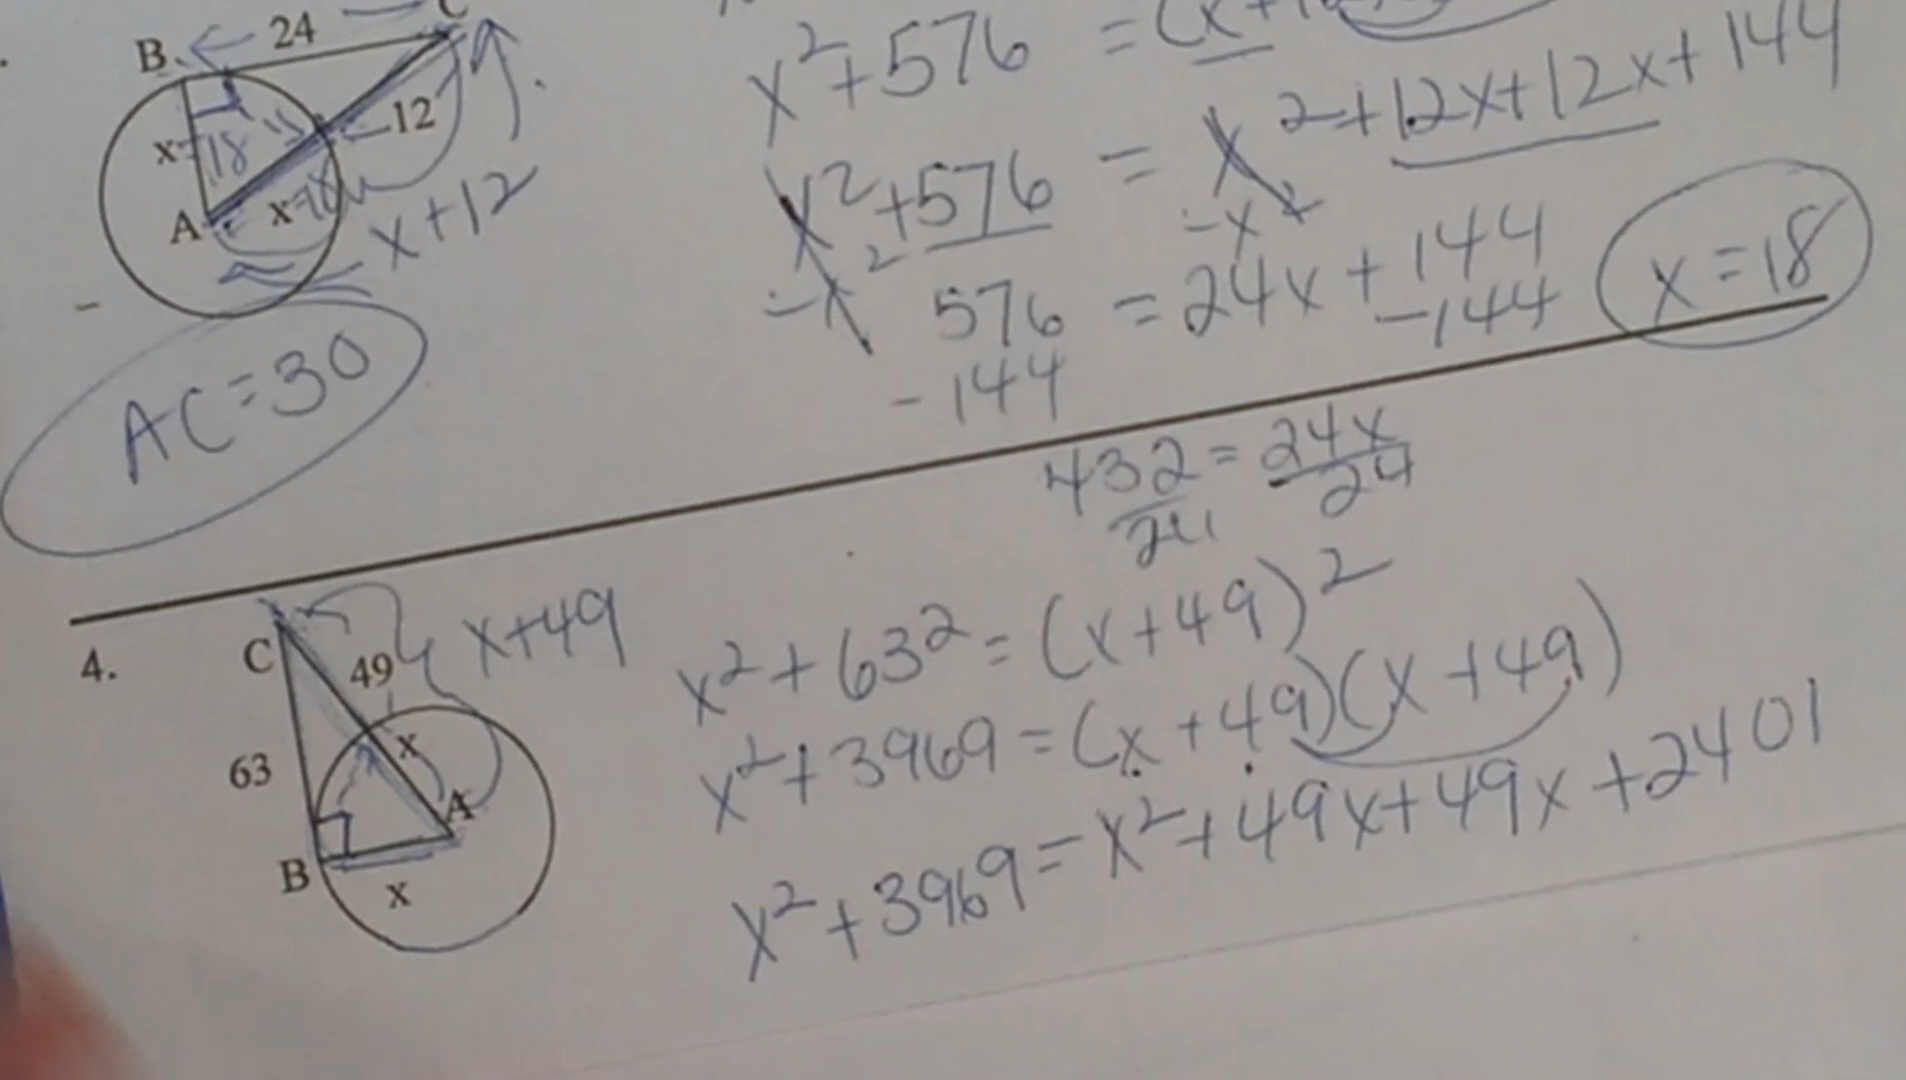 B
24
C
x=18
12
A
x=18
x+12
AC=30
x²+576 = (x+12
x²+576 = x²+12x+12x+144
-x² -x²
576 = 24x+144
-144 -144
x=18
432 = 24x
24 24
4.
C
49
x+49
x
63
A
B
x
x²+63²=(x+49)²
x²+3969=(x+49)(x+49)
x²+3969=x²+49x+49x+2401